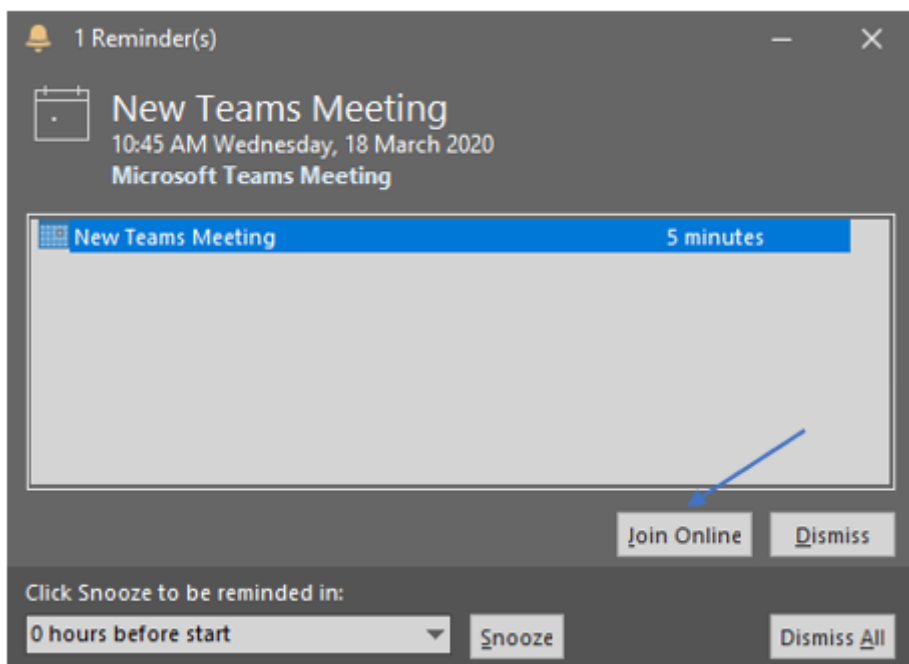 1 Reminder(s)
New Teams Meeting
10:45 AM Wednesday, 18 March 2020
Microsoft Teams Meeting
New Teams Meeting 5 minutes
Join Online Dismiss
Click Snooze to be reminded in:
0 hours before start Snooze Dismiss All